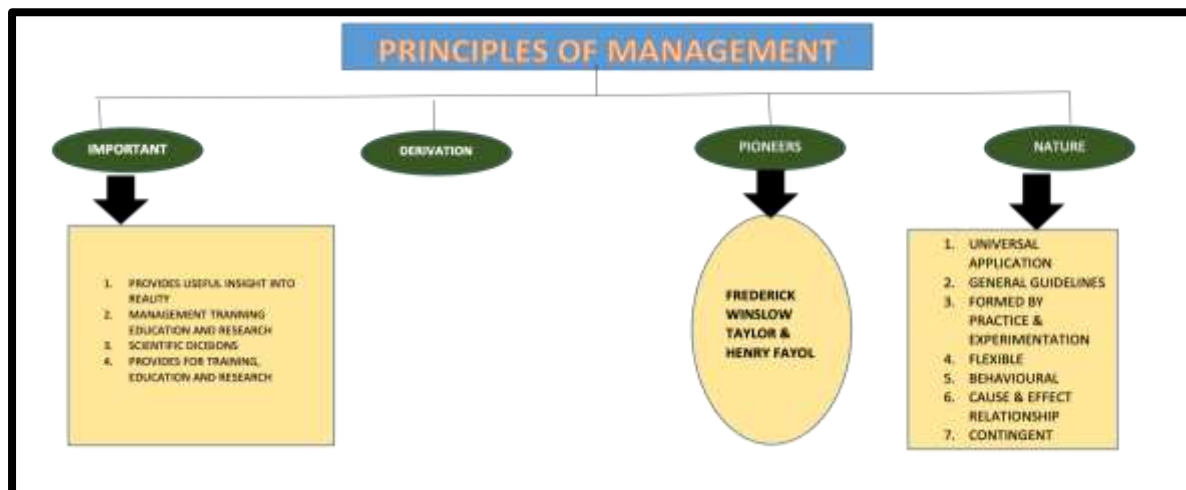 PRINCIPLES OF MANAGEMENT
IMPORTANT
DERIVATION
PIONEERS
NATURE
1. PROVIDES USEFUL INSIGHT INTO
REALITY
2. MANAGEMENT TRANNING
EDUCATION AND RESEARCH
3. SCIENTIFIC DICISIONS
4. PROVIDES FOR TRAINING,
EDUCATION AND RESEARCH
FREDERICK
WINSLOW
TAYLOR &
HENRY FAYOL
1. UNIVERSAL
APPLICATION
2. GENERAL GUIDELINES
3. FORMED BY
PRACTICE &
EXPERIMENTATION
4. FLEXIBLE
5. BEHAVIOURAL
6. CAUSE & EFFECT
RELATIONSHIP
7. CONTINGENT